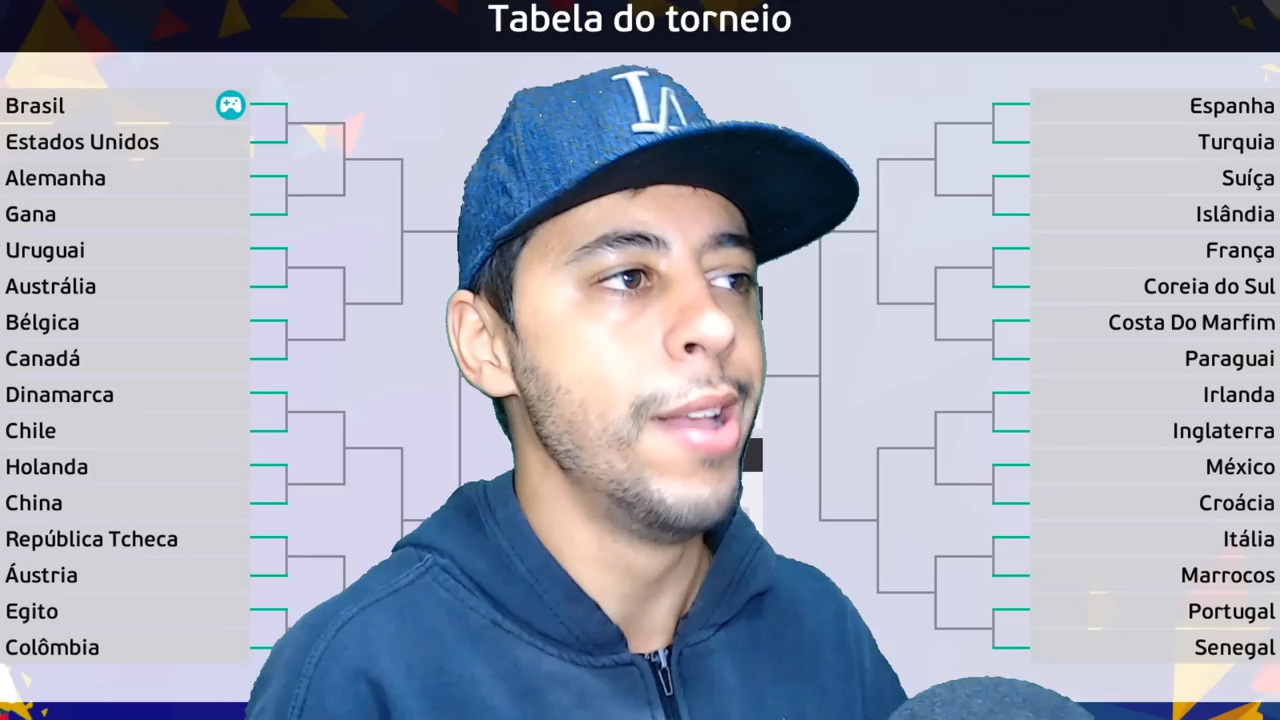 Tabela do torneio
LA
Brasil
Estados Unidos
Alemanha
Gana
Uruguai
Austrália
Bélgica
Canadá
Dinamarca
Chile
Holanda
China
República Tcheca
Áustria
Egito
Colômbia
Espanha
Turquia
Suíça
Islândia
França
Coreia do Sul
Costa Do Marfim
Paraguai
Irlanda
Inglaterra
México
Croácia
Itália
Marrocos
Portugal
Senegal